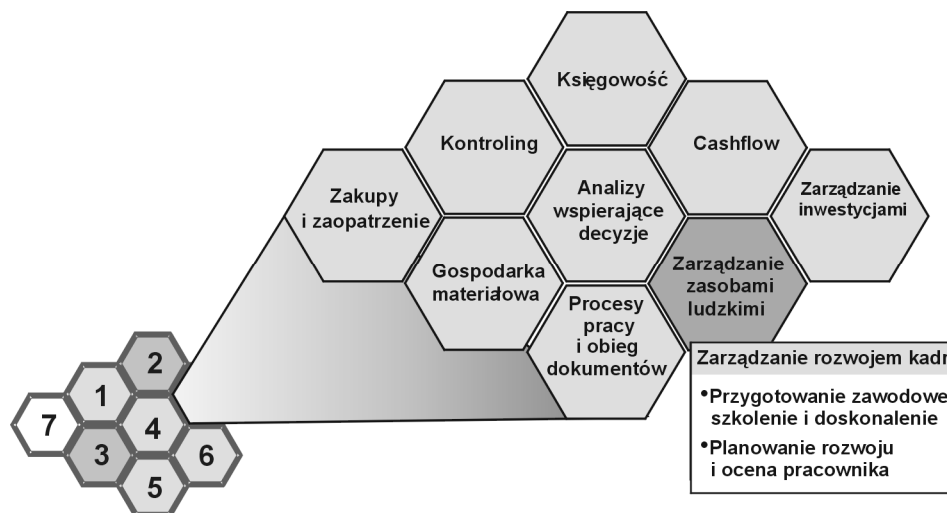 Księgowość
Kontroling
Cashflow
Zakupy
i zaopatrzenie
Analizy
wspierające
decyzje
Zarządzanie
inwestycjami
Gospodarka
materiałowa
Zarządzanie
zasobami
ludzkimi
Procesy
pracy
i obieg
dokumentów
Zarządzanie rozwojem kadr
•Przygotowanie zawodowe
szkolenie i doskonalenie
•Planowanie rozwoju
i ocena pracownika
2
1
7
4
3
6
5